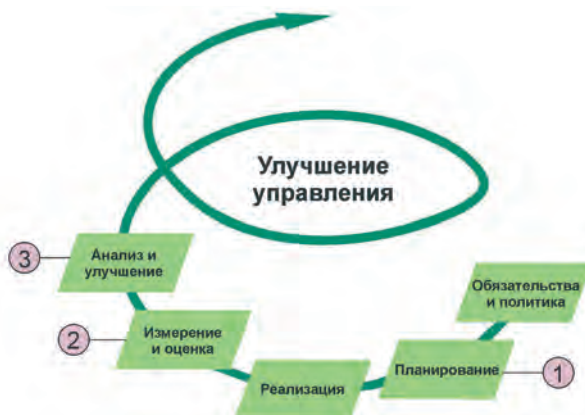 Улучшение
управления
3
Анализ и
улучшение
Обязательства
и политика
2
Измерение
и оценка
Планирование
1
Реализация